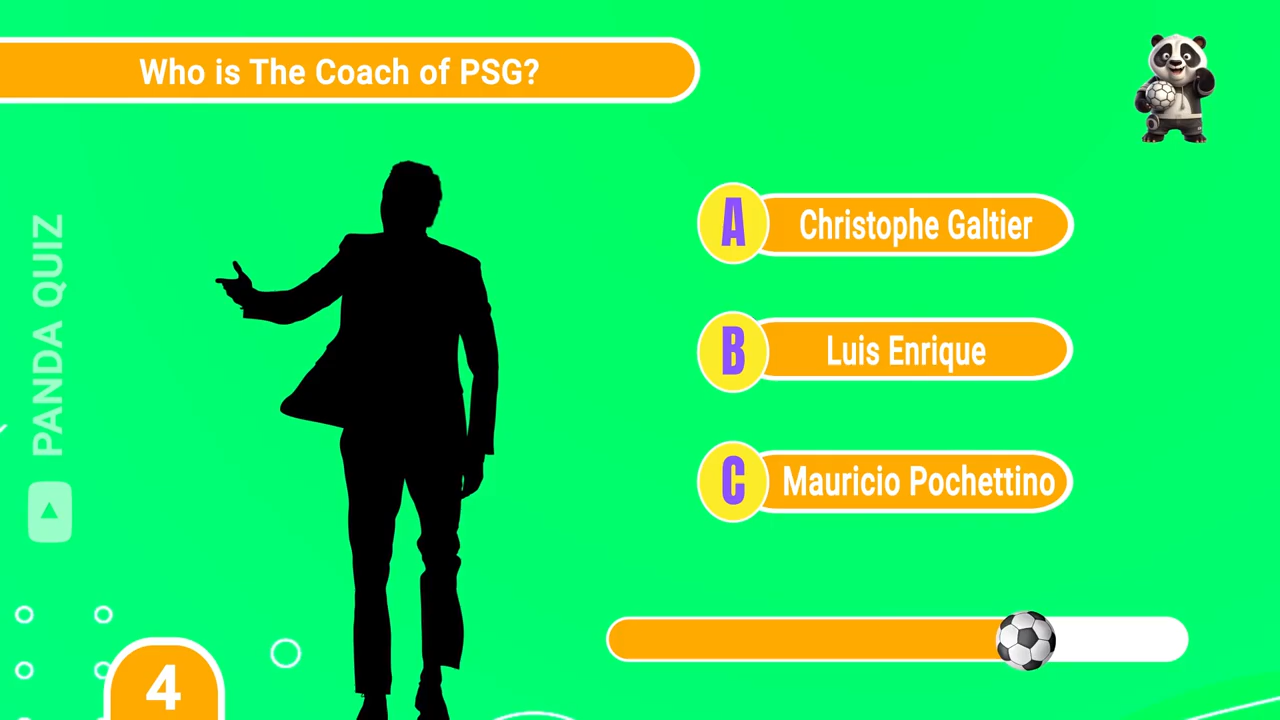 Who is The Coach of PSG?
PANDA QUIZ
A
Christophe Galtier
B
Luis Enrique
C
Mauricio Pochettino
4